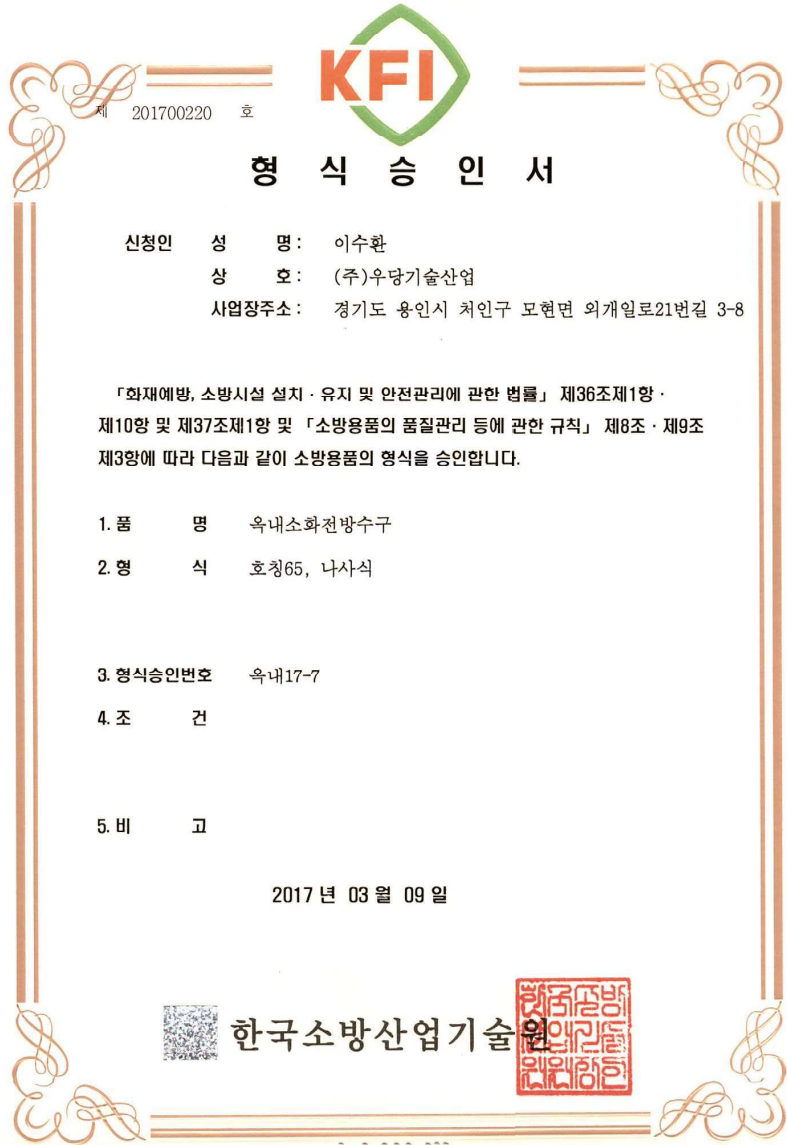 KFI
제 201700220 호
형 식 승 인 서
신청인 성 명 : 이수환
상 호 : (주)우당기술산업
사업장주소 : 경기도 용인시 처인구 모현면 외개일로21번길 3-8
「화재예방, 소방시설 설치ㆍ유지 및 안전관리에 관한 법률」 제36조제1항ㆍ
제10항 및 제37조제1항 및 「소방용품의 품질관리 등에 관한 규칙」 제8조ㆍ제9조
제3항에 따라 다음과 같이 소방용품의 형식을 승인합니다.
1. 품 명 옥내소화전방수구
2. 형 식 호칭65, 나사식
3. 형식승인번호 옥내17-7
4. 조 건
5. 비 고
2017 년 03 월 09 일
한국소방산업기술원